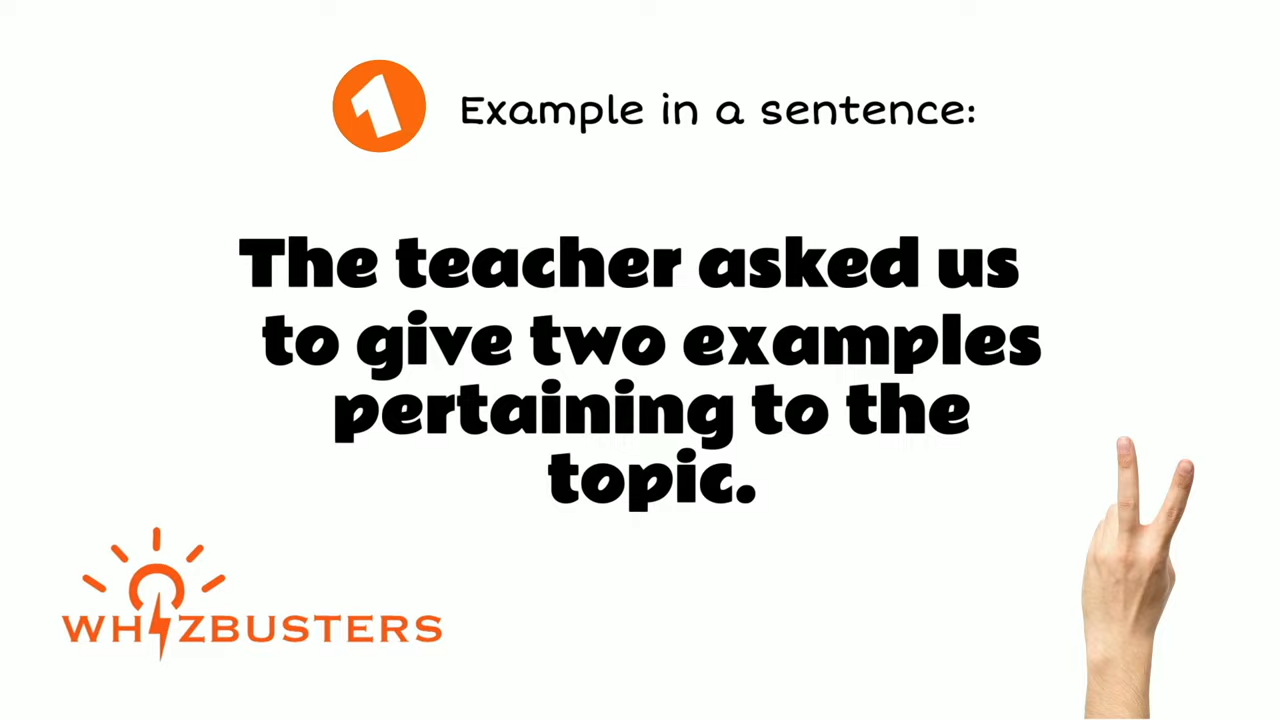 1 Example in a sentence:
The teacher asked us
to give two examples
pertaining to the
topic.
WHIZBUSTERS